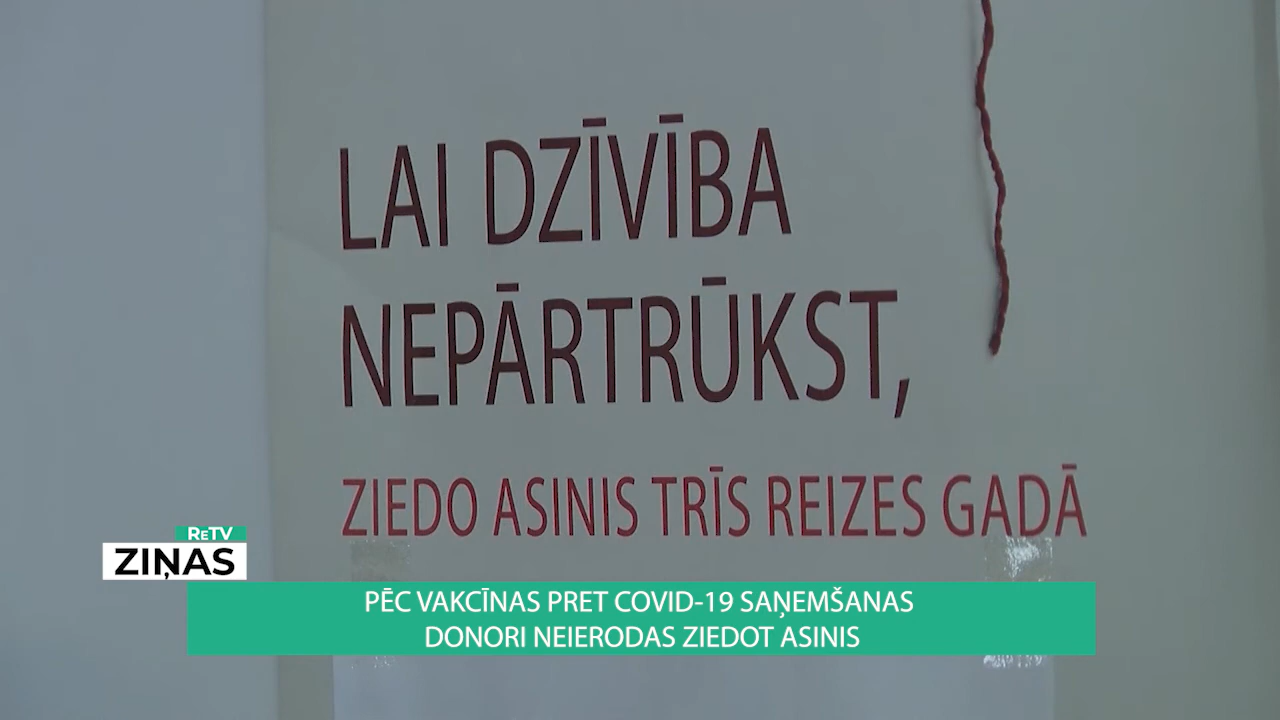 LAI DZĪVĪBA
NEPĀRTRŪKST,
ZIEDO ASINIS TRĪS REIZES GADĀ
RĒTV
ZIŅAS
PĒC VAKCĪNAS PRET COVID-19 SAŅEMŠANAS
DONORI NEIERODAS ZIEDOT ASINIS